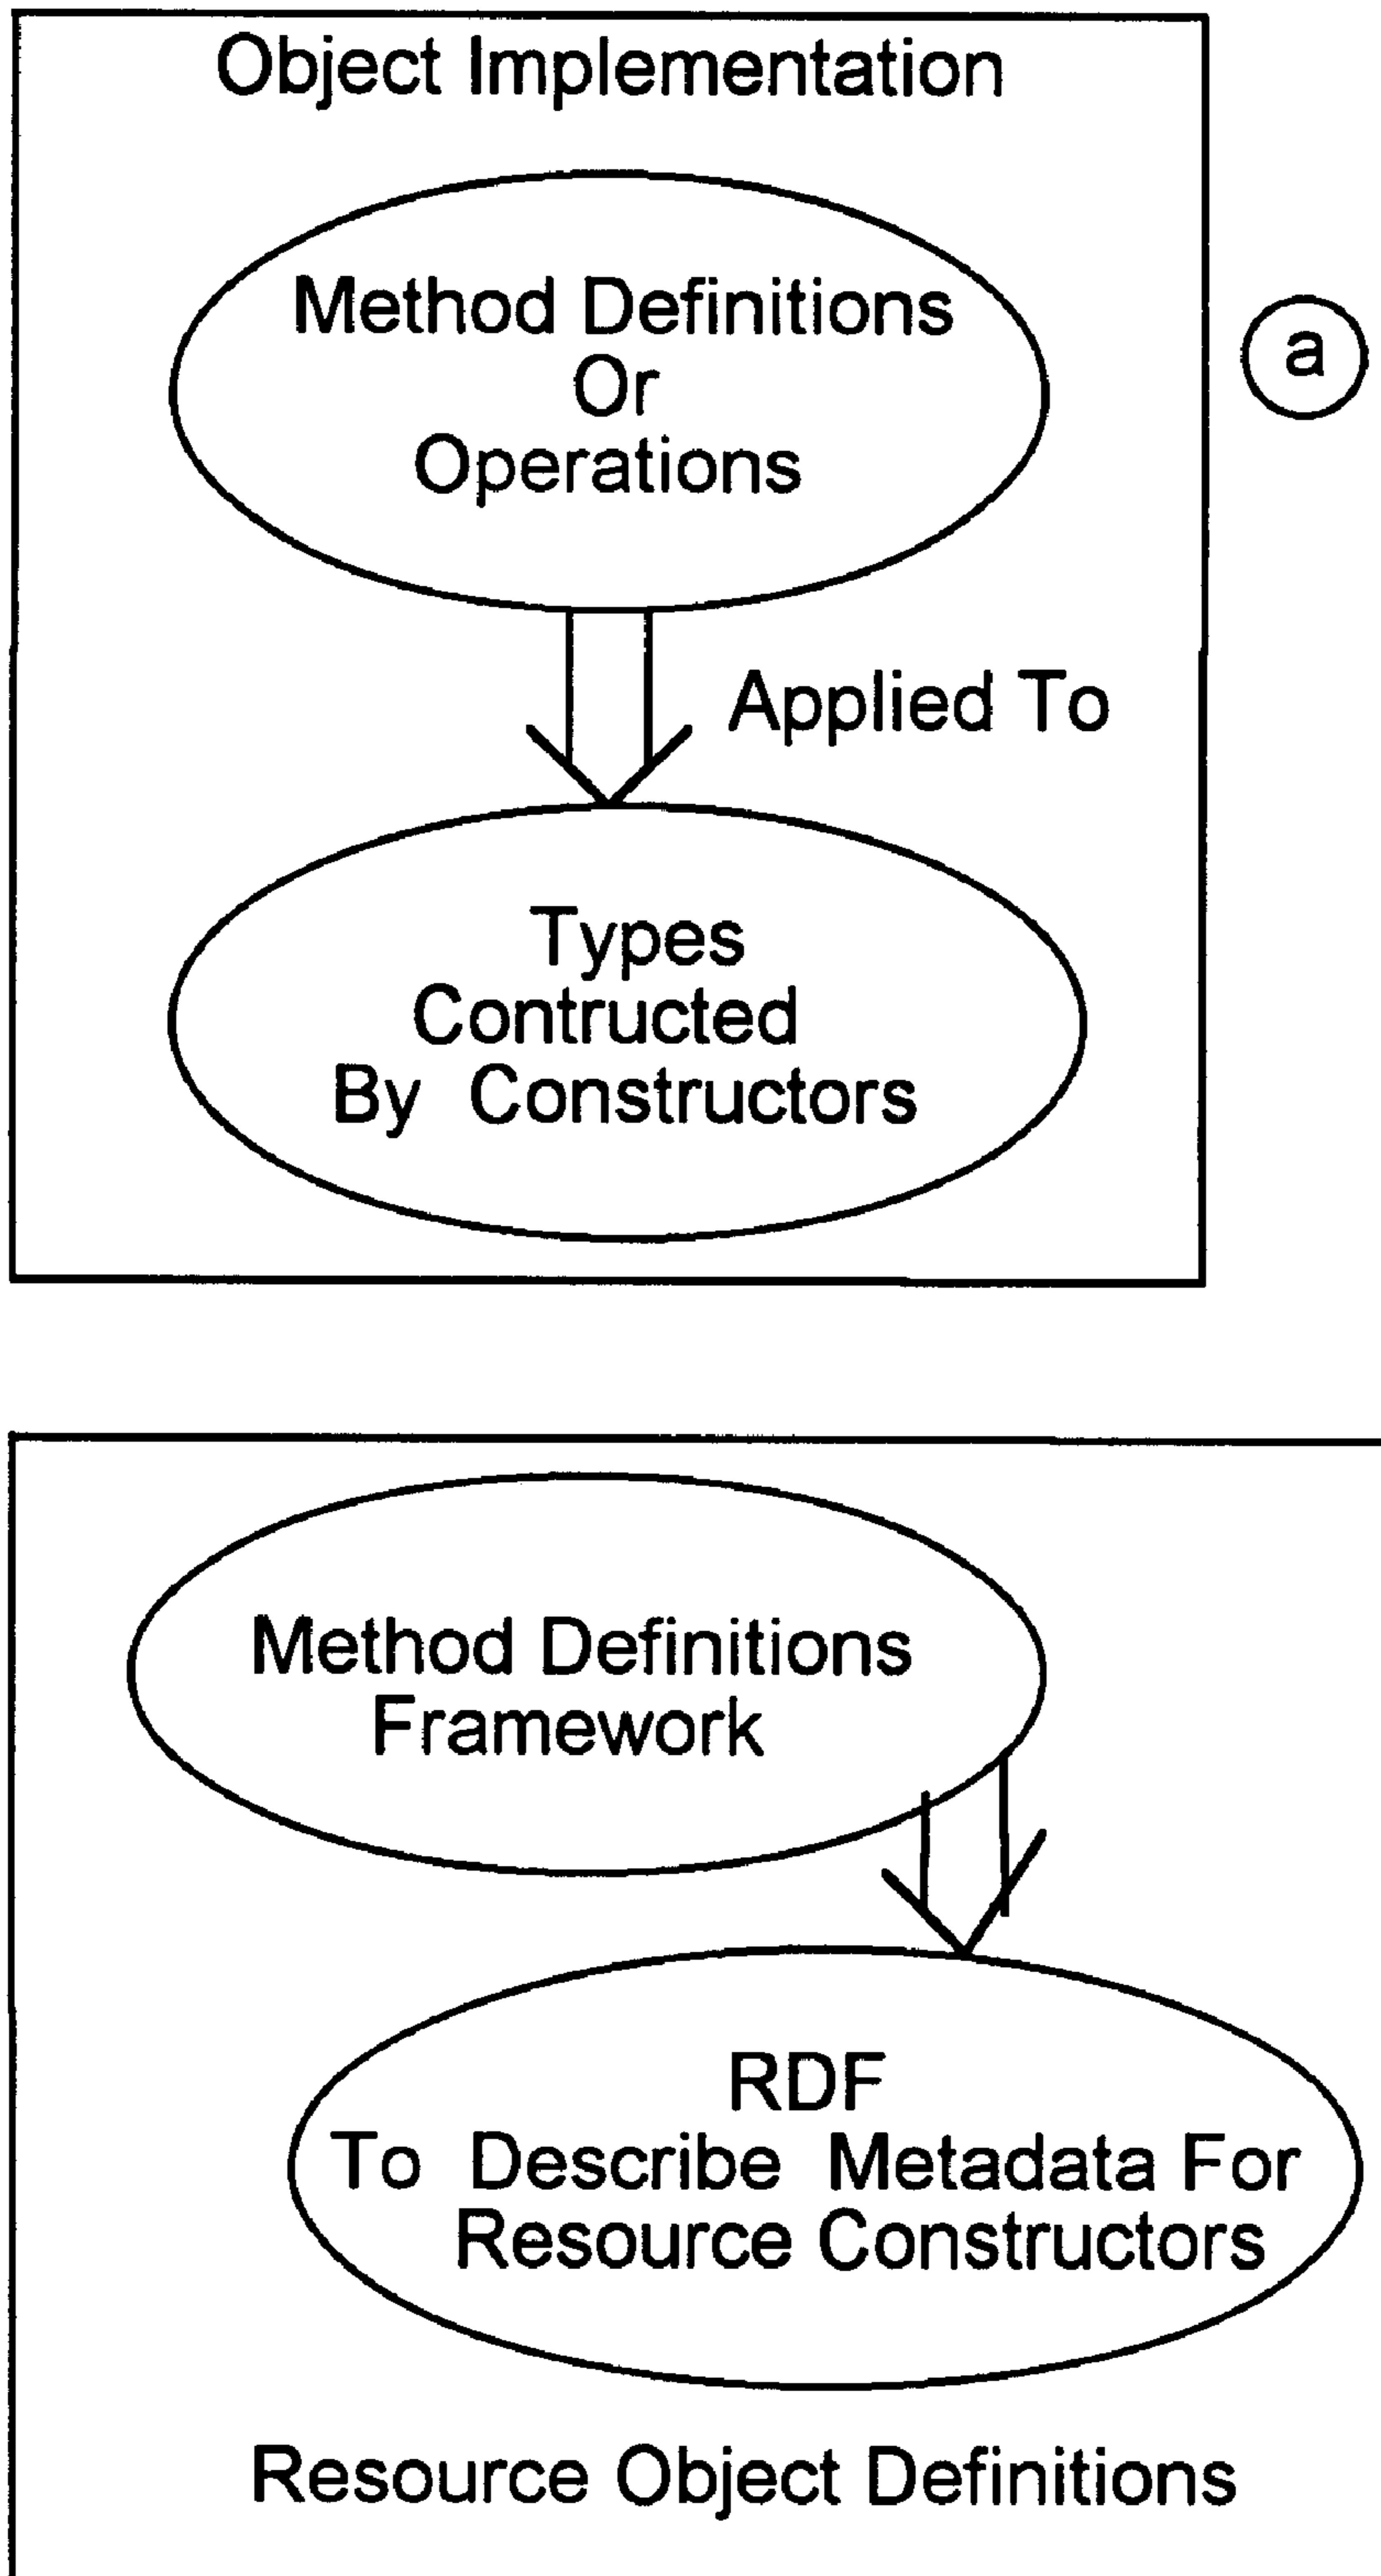 Object Implementation
Method Definitions
Or
Operations
a
Applied To
Types
Contructed
By Constructors
Method Definitions
Framework
RDF
To Describe Metadata For
Resource Constructors
Resource Object Definitions